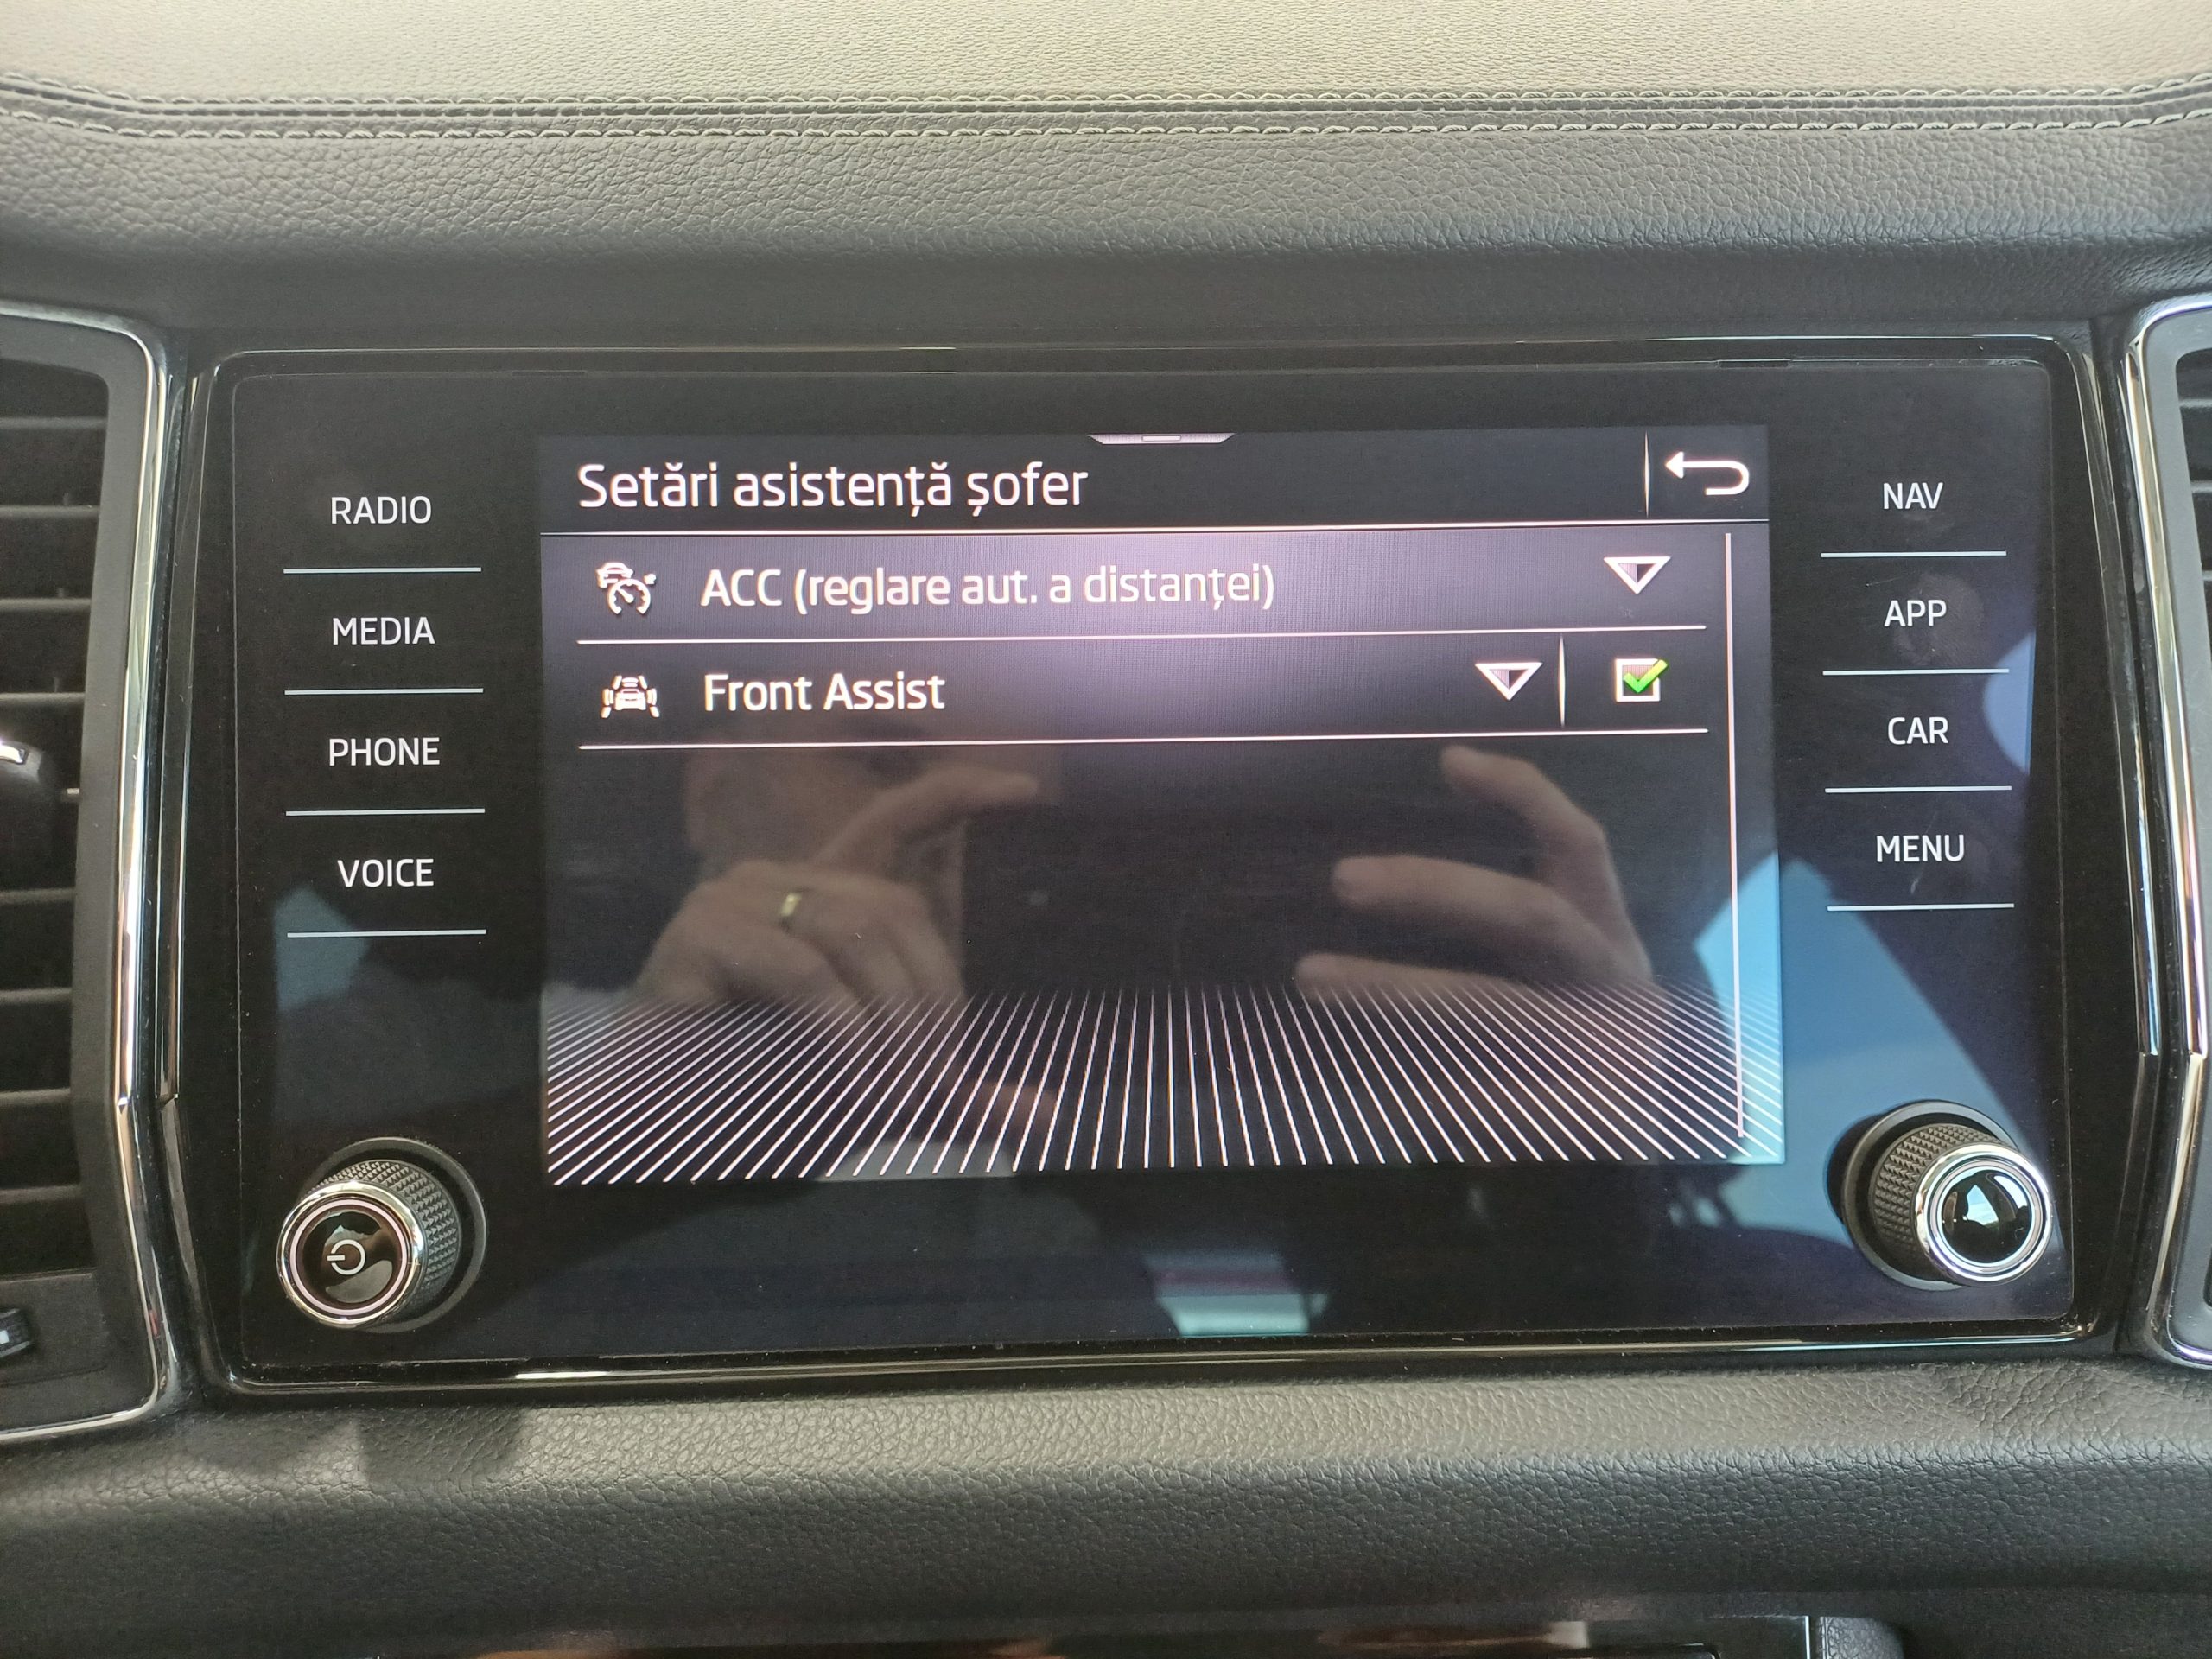 Setări asistență șofer
ACC (reglare aut. a distanței)
Front Assist
RADIO
MEDIA
PHONE
VOICE
NAV
APP
CAR
MENU